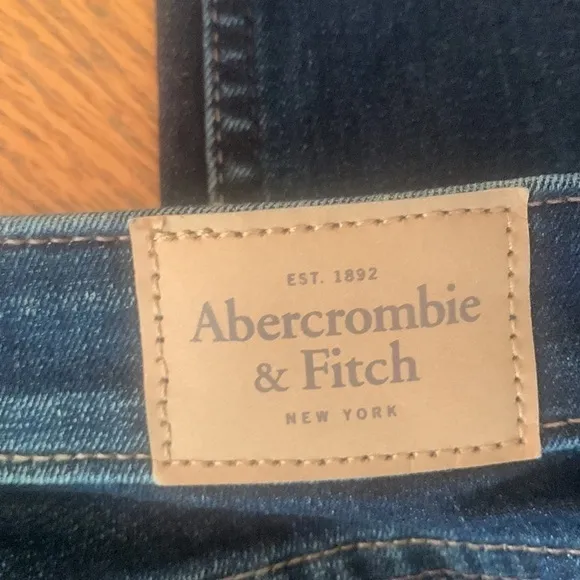 EST. 1892
Abercrombie
& Fitch
NEW YORK